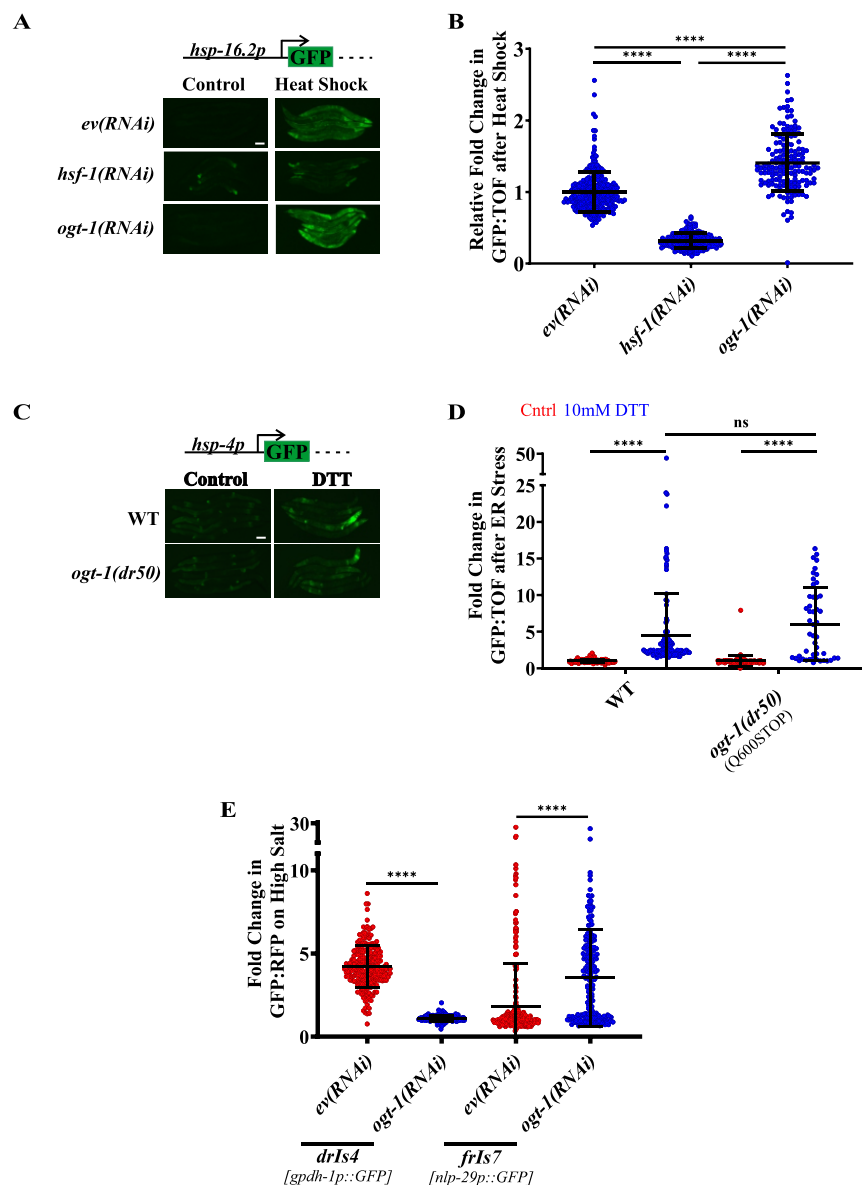 A
hsp-16.2p
GFP
Control Heat Shock
ev(RNAi)
hsf-1(RNAi)
ogt-1(RNAi)
B
Relative Fold Change in
GFP:TOF after Heat Shock
3
2
1
0
****
**** ****
ev(RNAi)
hsf-1(RNAi)
ogt-1(RNAi)
C
hsp-4p
GFP
Control DTT
WT
ogt-1(dr50)
D
Cntrl 10mM DTT
Fold Change in
GFP:TOF after ER Stress
50
25
20
15
10
5
0
ns
**** ****
WT
ogt-1(dr50)
(Q600STOP)
E
Fold Change in
GFP:RFP on High Salt
30
10
5
0
****
****
ev(RNAi)
ogt-1(RNAi)
ev(RNAi)
ogt-1(RNAi)
drIs4
[gpdh-1p::GFP]
frIs7
[nlp-29p::GFP]